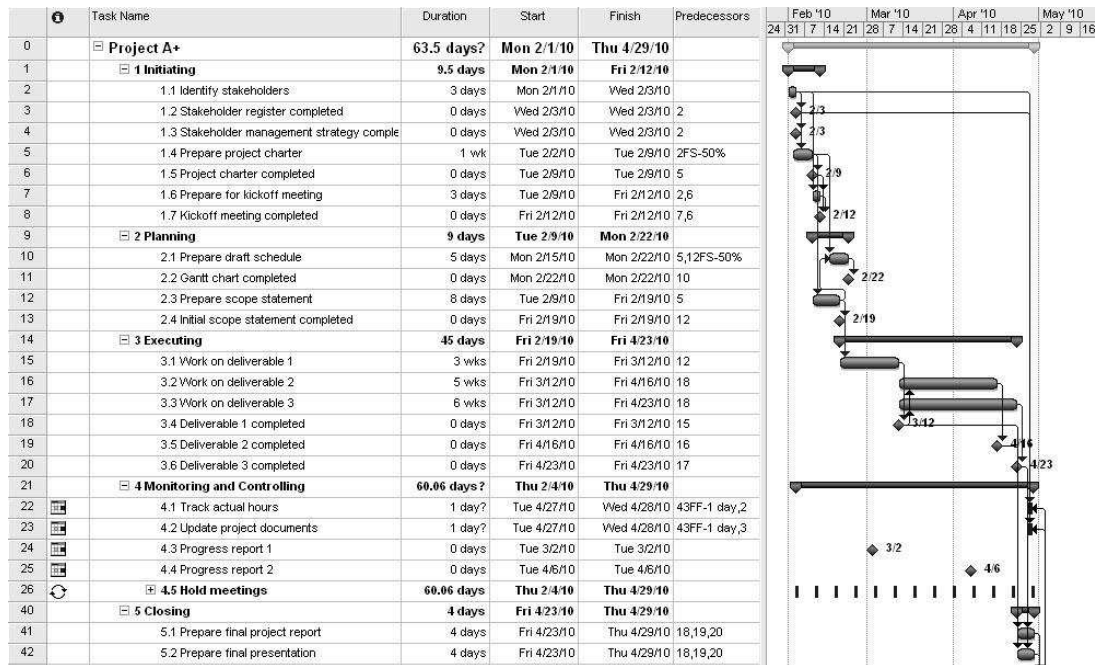 Task Name Duration Start Finish Predecessors Feb '10 Mar '10 Apr '10 May '10
24 31 7 14 21 28 7 14 21 28 4 11 18 25 2 9 16
0 Project A+ 63.5 days? Mon 2/1/10 Thu 4/29/10
1 1 Initiating 9.5 days Mon 2/1/10 Fri 2/12/10
2 1.1 Identify stakeholders 3 days Mon 2/1/10 Wed 2/3/10
3 1.2 Stakeholder register completed 0 days Wed 2/3/10 Wed 2/3/10 2 2/3
4 1.3 Stakeholder management strategy comple 0 days Wed 2/3/10 Wed 2/3/10 2 2/3
5 1.4 Prepare project charter 1 wk Tue 2/2/10 Tue 2/9/10 2FS-50%
6 1.5 Project charter completed 0 days Tue 2/9/10 Tue 2/9/10 5 2/9
7 1.6 Prepare for kickoff meeting 3 days Tue 2/9/10 Fri 2/12/10 2,6
8 1.7 Kickoff meeting completed 0 days Fri 2/12/10 Fri 2/12/10 7,6 2/12
9 2 Planning 9 days Tue 2/9/10 Mon 2/22/10
10 2.1 Prepare draft schedule 5 days Mon 2/15/10 Mon 2/22/10 5,12FS-50%
11 2.2 Gantt chart completed 0 days Mon 2/22/10 Mon 2/22/10 10 2/22
12 2.3 Prepare scope statement 8 days Tue 2/9/10 Fri 2/19/10 5
13 2.4 Initial scope statement completed 0 days Fri 2/19/10 Fri 2/19/10 12 2/19
14 3 Executing 45 days Fri 2/19/10 Fri 4/23/10
15 3.1 Work on deliverable 1 3 wks Fri 2/19/10 Fri 3/12/10 12
16 3.2 Work on deliverable 2 5 wks Fri 3/12/10 Fri 4/16/10 18
17 3.3 Work on deliverable 3 6 wks Fri 3/12/10 Fri 4/23/10 18
18 3.4 Deliverable 1 completed 0 days Fri 3/12/10 Fri 3/12/10 15 3/12
19 3.5 Deliverable 2 completed 0 days Fri 4/16/10 Fri 4/16/10 16 4/16
20 3.6 Deliverable 3 completed 0 days Fri 4/23/10 Fri 4/23/10 17 4/23
21 4 Monitoring and Controlling 60.06 days? Thu 2/4/10 Thu 4/29/10
22 4.1 Track actual hours 1 day? Tue 4/27/10 Wed 4/28/10 43FF-1 day,2
23 4.2 Update project documents 1 day? Tue 4/27/10 Wed 4/28/10 43FF-1 day,3
24 4.3 Progress report 1 0 days Tue 3/2/10 Tue 3/2/10 3/2
25 4.4 Progress report 2 0 days Tue 4/6/10 Tue 4/6/10 4/6
26 4.5 Hold meetings 60.06 days Thu 2/4/10 Thu 4/29/10
40 5 Closing 4 days Fri 4/23/10 Thu 4/29/10
41 5.1 Prepare final project report 4 days Fri 4/23/10 Thu 4/29/10 18,19,20
42 5.2 Prepare final presentation 4 days Fri 4/23/10 Thu 4/29/10 18,19,20